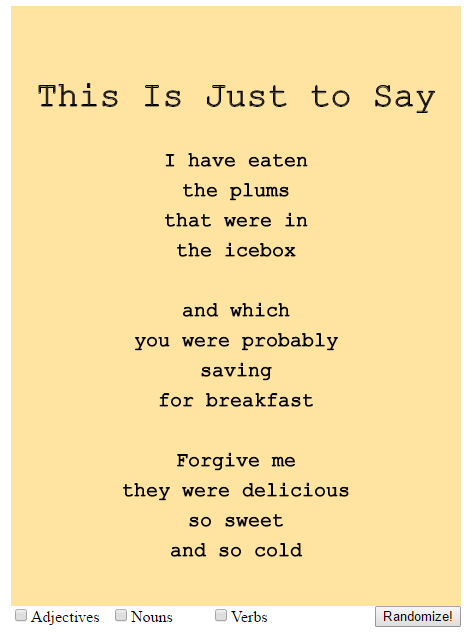 This Is Just to Say
I have eaten
the plums
that were in
the icebox
and which
you were probably
saving
for breakfast
Forgive me
they were delicious
so sweet
and so cold
Adjectives Nouns Verbs Randomize!